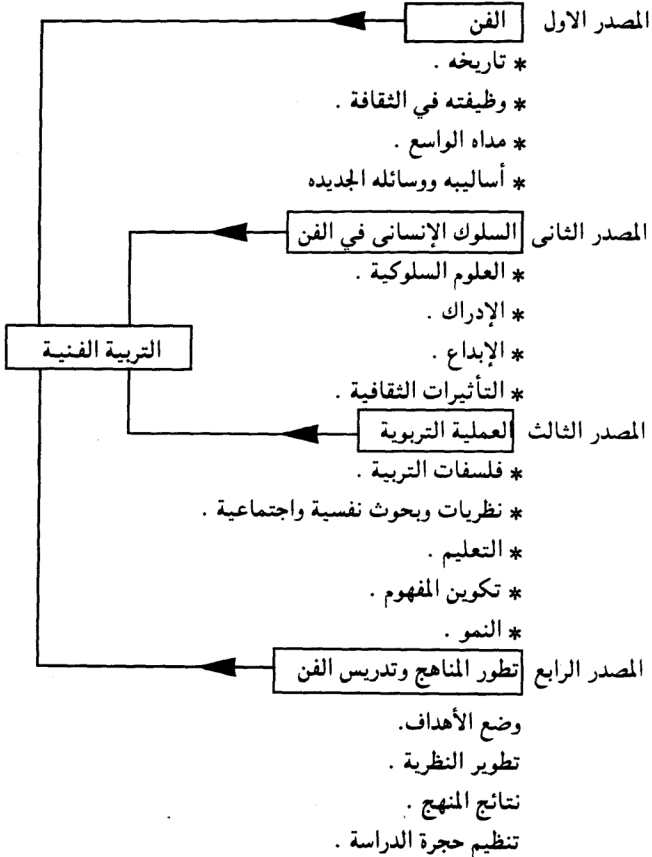 المصدر الاول الفن
* تاريخه .
* وظيفته في الثقافة .
* مداه الواسع .
* أساليبه ووسائله الجديده
المصدر الثانى السلوك الإنسانى في الفن
* العلوم السلوكية .
* الإدراك .
التربية الفنية
* الإبداع .
* التأثيرات الثقافية .
المصدر الثالث العملية التربوية
* فلسفات التربية .
* نظريات وبحوث نفسية واجتماعية .
* التعليم .
* تكوين المفهوم .
* النمو .
المصدر الرابع تطور المناهج وتدريس الفن
وضع الأهداف.
تطوير النظرية .
نتائج المنهج .
تنظيم حجرة الدراسة .